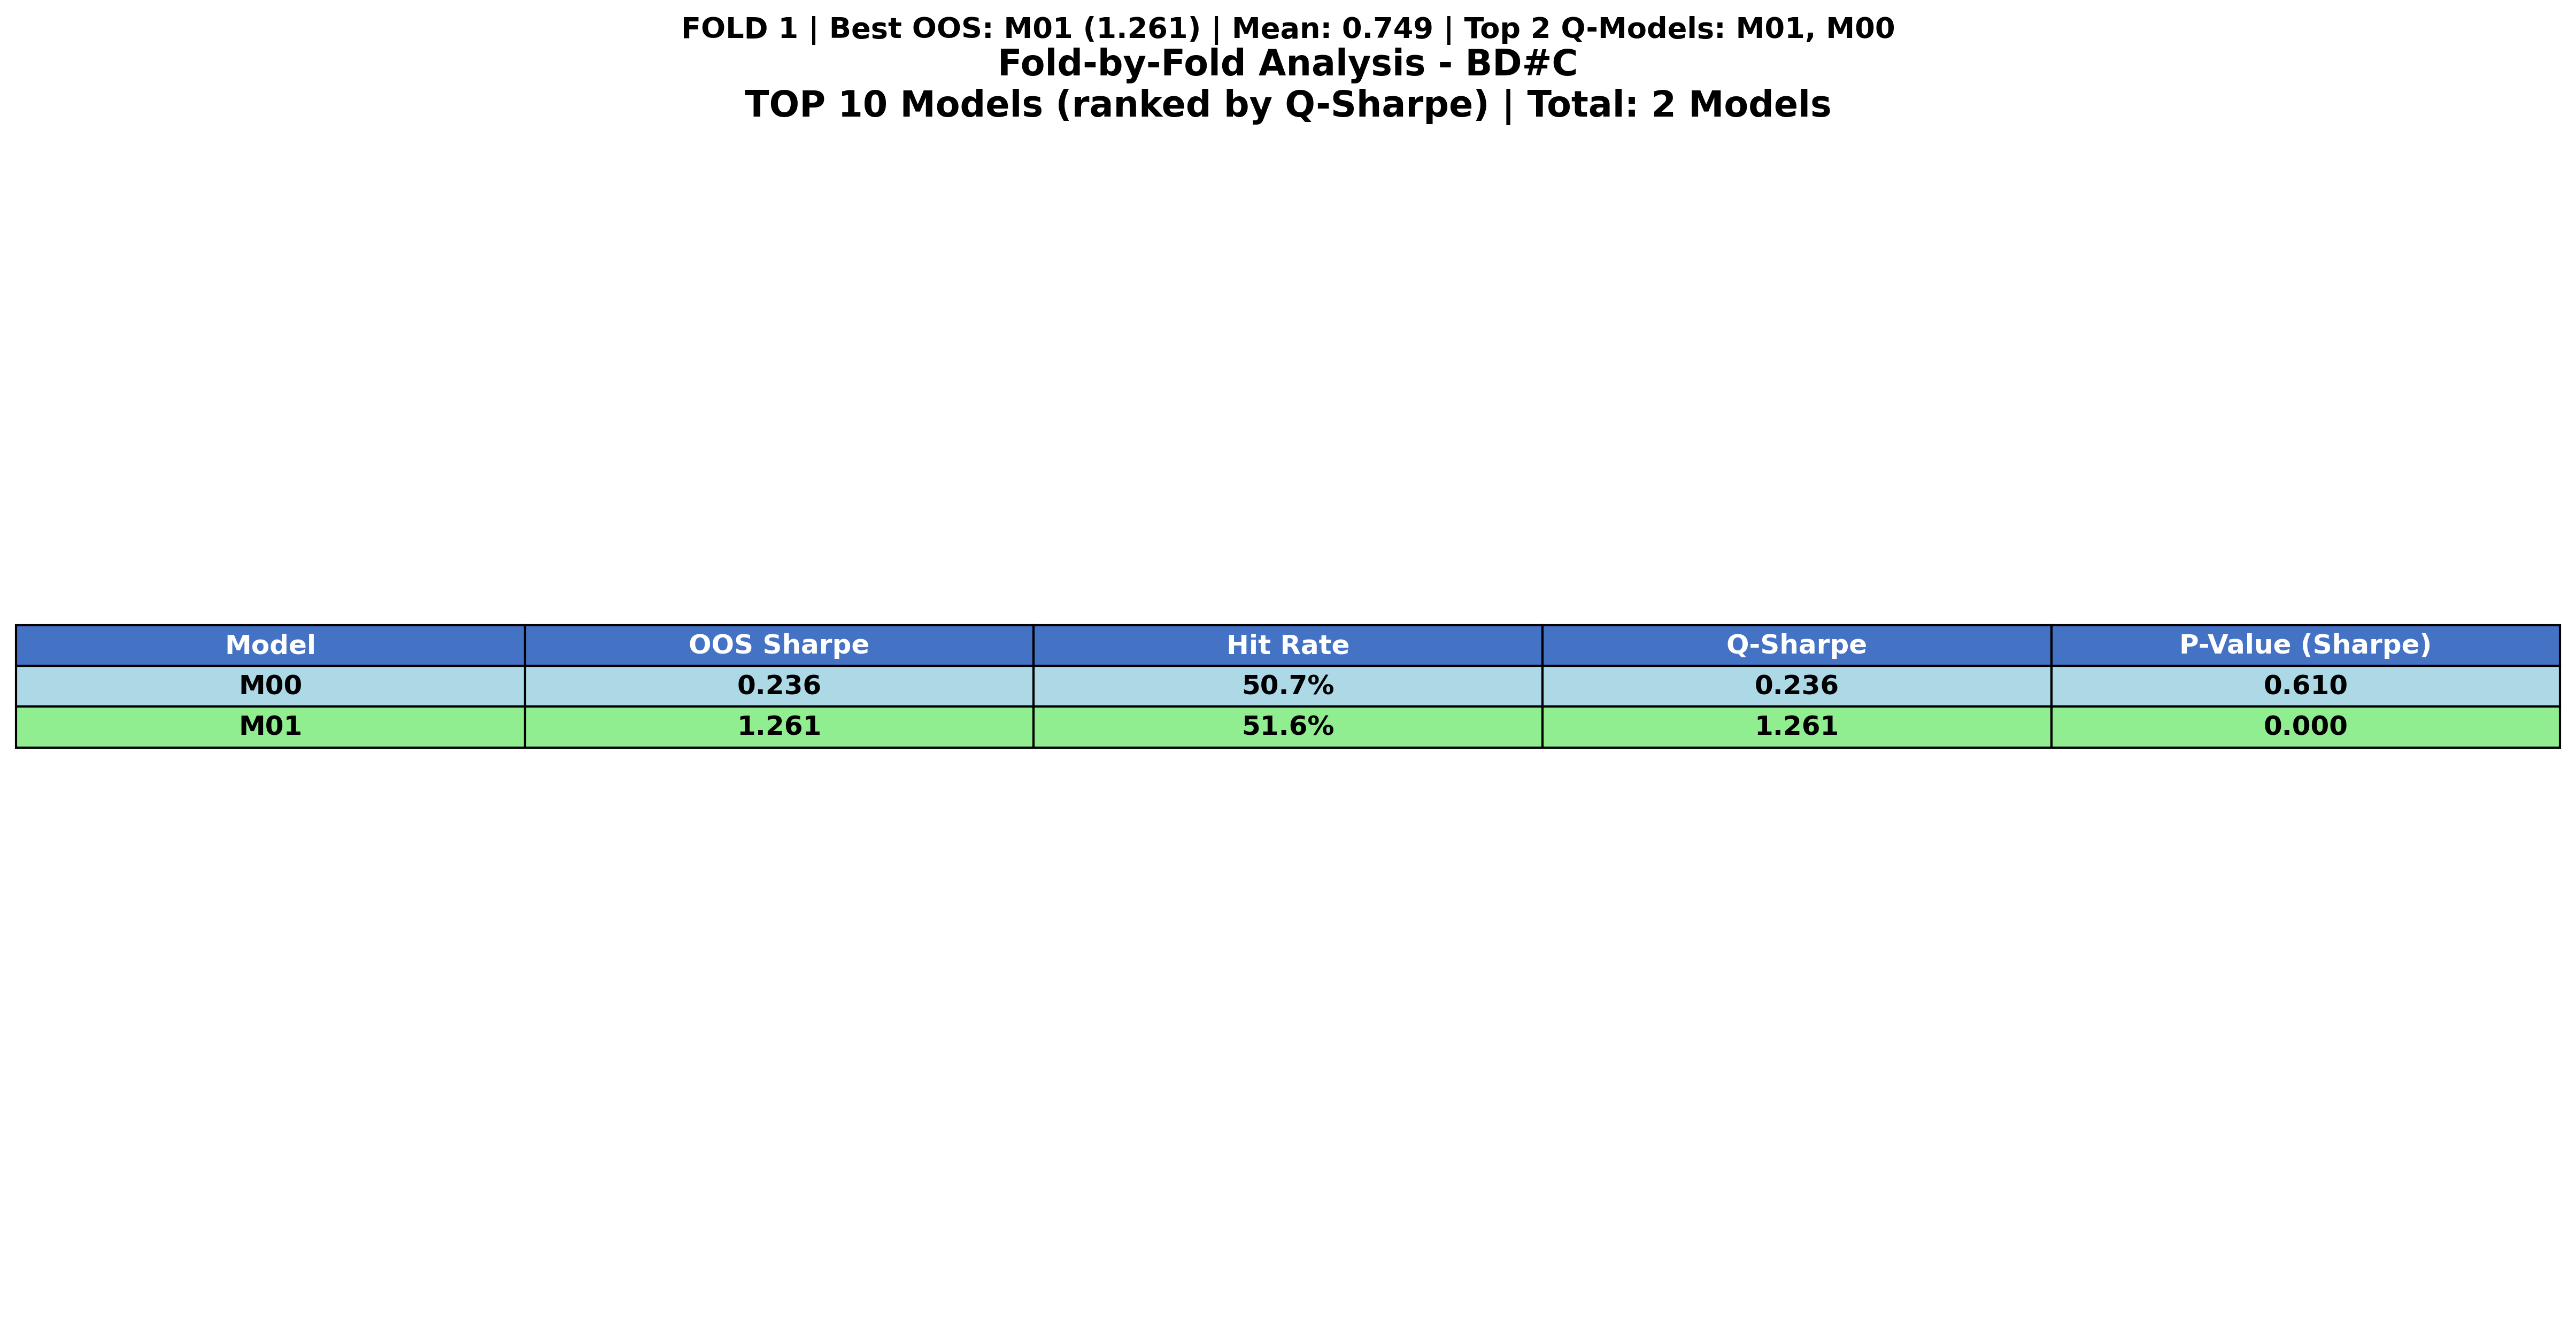 FOLD 1 | Best OOS: M01 (1.261) | Mean: 0.749 | Top 2 Q-Models: M01, M00
Fold-by-Fold Analysis - BD#C
TOP 10 Models (ranked by Q-Sharpe) | Total: 2 Models
Model OOS Sharpe Hit Rate Q-Sharpe P-Value (Sharpe)
M00 0.236 50.7% 0.236 0.610
M01 1.261 51.6% 1.261 0.000